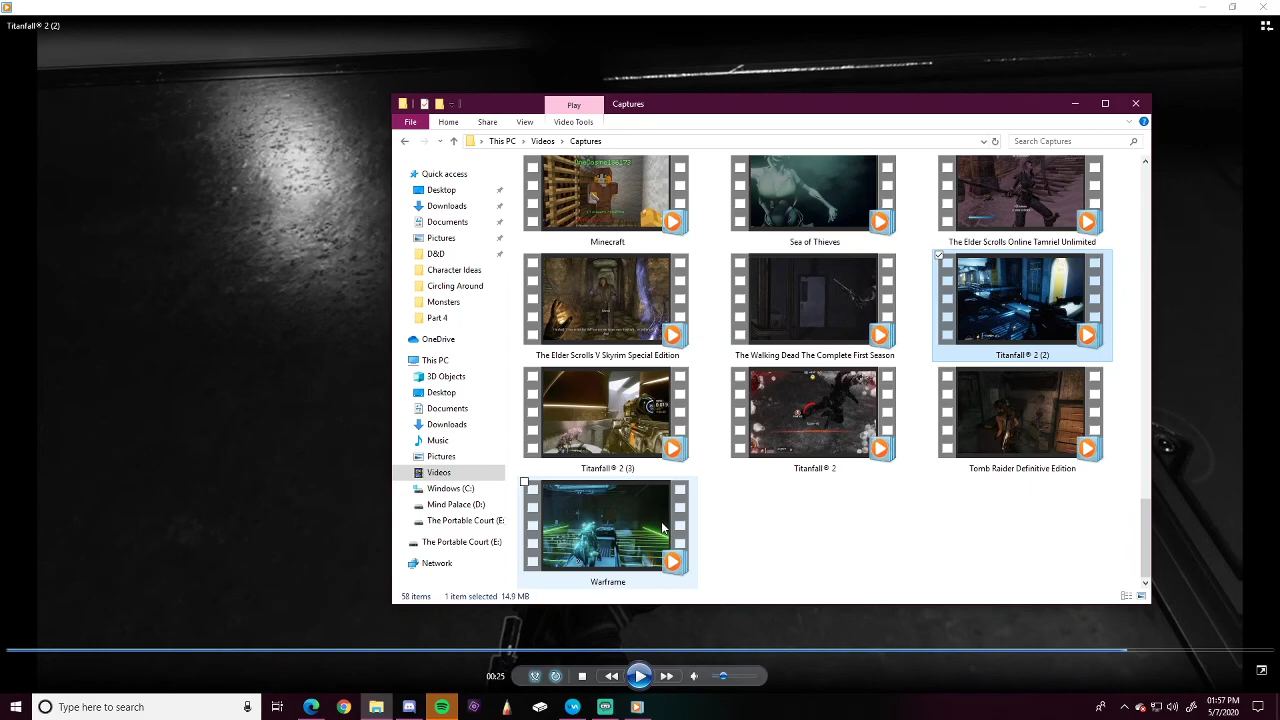 Titanfall® 2 (2)
Play
Captures
File
Home
Share
View
Video Tools
This PC
Videos
Captures
Search Captures
Quick access
Desktop
Downloads
Documents
Pictures
D&D
Character Ideas
Circling Around
Monsters
Part 4
OneDrive
This PC
3D Objects
Desktop
Documents
Downloads
Music
Pictures
Videos
Windows (C:)
Mind Palace (D:)
The Portable Court (E:
The Portable Court (E:)
Network
Minecraft
Sea of Thieves
The Elder Scrolls Online Tamriel Unlimited
The Elder Scrolls V Skyrim Special Edition
The Walking Dead The Complete First Season
Titanfall® 2 (2)
Titanfall® 2 (3)
Titanfall® 2
Tomb Raider Definitive Edition
Warframe
58 items
1 item selected 14.9 MB
00:25
Type here to search
01:57 PM
5/7/2020